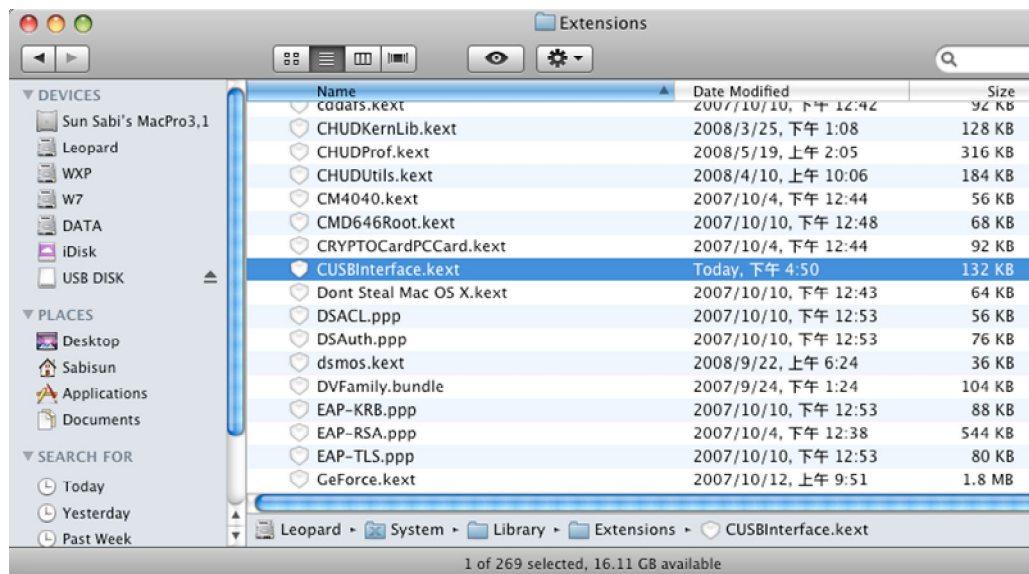 Extensions
DEVICES
Sun Sabi's MacPro3,1
Leopard
WXP
W7
DATA
iDisk
USB DISK
PLACES
Desktop
Sabisun
Applications
Documents
SEARCH FOR
Today
Yesterday
Past Week
Name Date Modified Size
cddafs.kext 2007/10/10, 下午 12:42 92 KB
CHUDKernLib.kext 2008/3/25, 下午 1:08 128 KB
CHUDProf.kext 2008/5/19, 上午 2:05 316 KB
CHUDUtils.kext 2008/4/10, 上午 10:06 184 KB
CM4040.kext 2007/10/4, 下午 12:44 56 KB
CMD646Root.kext 2007/10/10, 下午 12:48 68 KB
CRYPTOCardPCCard.kext 2007/10/4, 下午 12:44 92 KB
CUSBInterface.kext Today, 下午 4:50 132 KB
Dont Steal Mac OS X.kext 2007/10/10, 下午 12:43 64 KB
DSACL.ppp 2007/10/10, 下午 12:53 56 KB
DSAuth.ppp 2007/10/10, 下午 12:53 76 KB
dsmos.kext 2008/9/22, 上午 6:24 36 KB
DVFamily.bundle 2007/9/24, 下午 1:24 104 KB
EAP-KRB.ppp 2007/10/10, 下午 12:53 88 KB
EAP-RSA.ppp 2007/10/4, 下午 12:38 544 KB
EAP-TLS.ppp 2007/10/10, 下午 12:53 80 KB
GeForce.kext 2007/10/12, 上午 9:51 1.8 MB
Leopard ▸ System ▸ Library ▸ Extensions ▸ CUSBInterface.kext
1 of 269 selected, 16.11 GB available